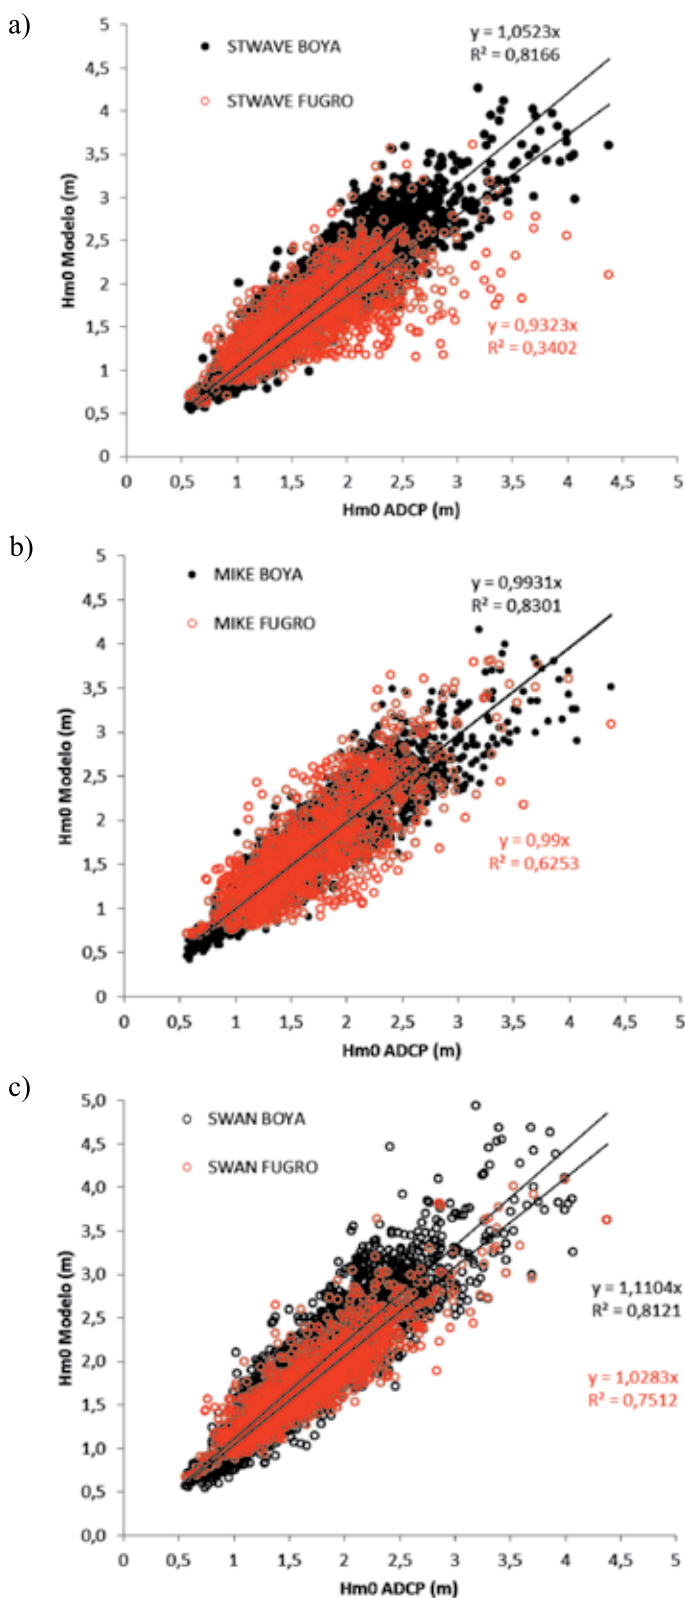 a)
5
4,5
4
3,5
3
2,5
2
1,5
1
0,5
0
Hm0 Modelo (m)
STWAVE BOYA
STWAVE FUGRO
y = 1,0523x
R² = 0,8166
y = 0,9323x
R² = 0,3402
0 0,5 1 1,5 2 2,5 3 3,5 4 4,5 5
Hm0 ADCP (m)
b)
5
4,5
4
3,5
3
2,5
2
1,5
1
0,5
0
Hm0 Modelo (m)
MIKE BOYA
MIKE FUGRO
y = 0,9931x
R² = 0,8301
y = 0,99x
R² = 0,6253
0 0,5 1 1,5 2 2,5 3 3,5 4 4,5 5
Hm0 ADCP (m)
c)
5,0
4,5
4,0
3,5
3,0
2,5
2,0
1,5
1,0
0,5
0,0
Hm0 Modelo (m)
SWAN BOYA
SWAN FUGRO
y = 1,1104x
R² = 0,8121
y = 1,0283x
R² = 0,7512
0 0,5 1 1,5 2 2,5 3 3,5 4 4,5 5
Hm0 ADCP (m)